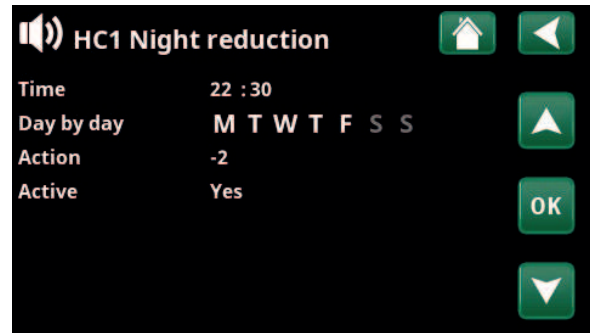 HC1 Night reduction
Time 22 :30
Day by day M T W T F S S
Action -2
Active Yes
OK